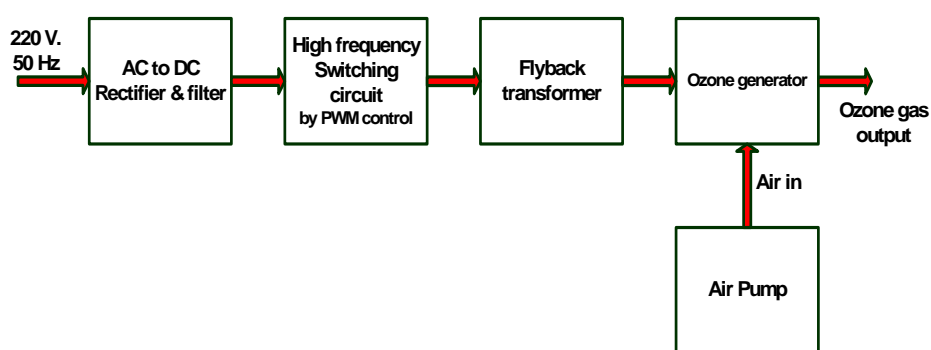 220 V.
50 Hz
AC to DC
Rectifier & filter
High frequency
Switching
circuit
by PWM control
Flyback
transformer
Ozone generator
Ozone gas
output
Air in
Air Pump